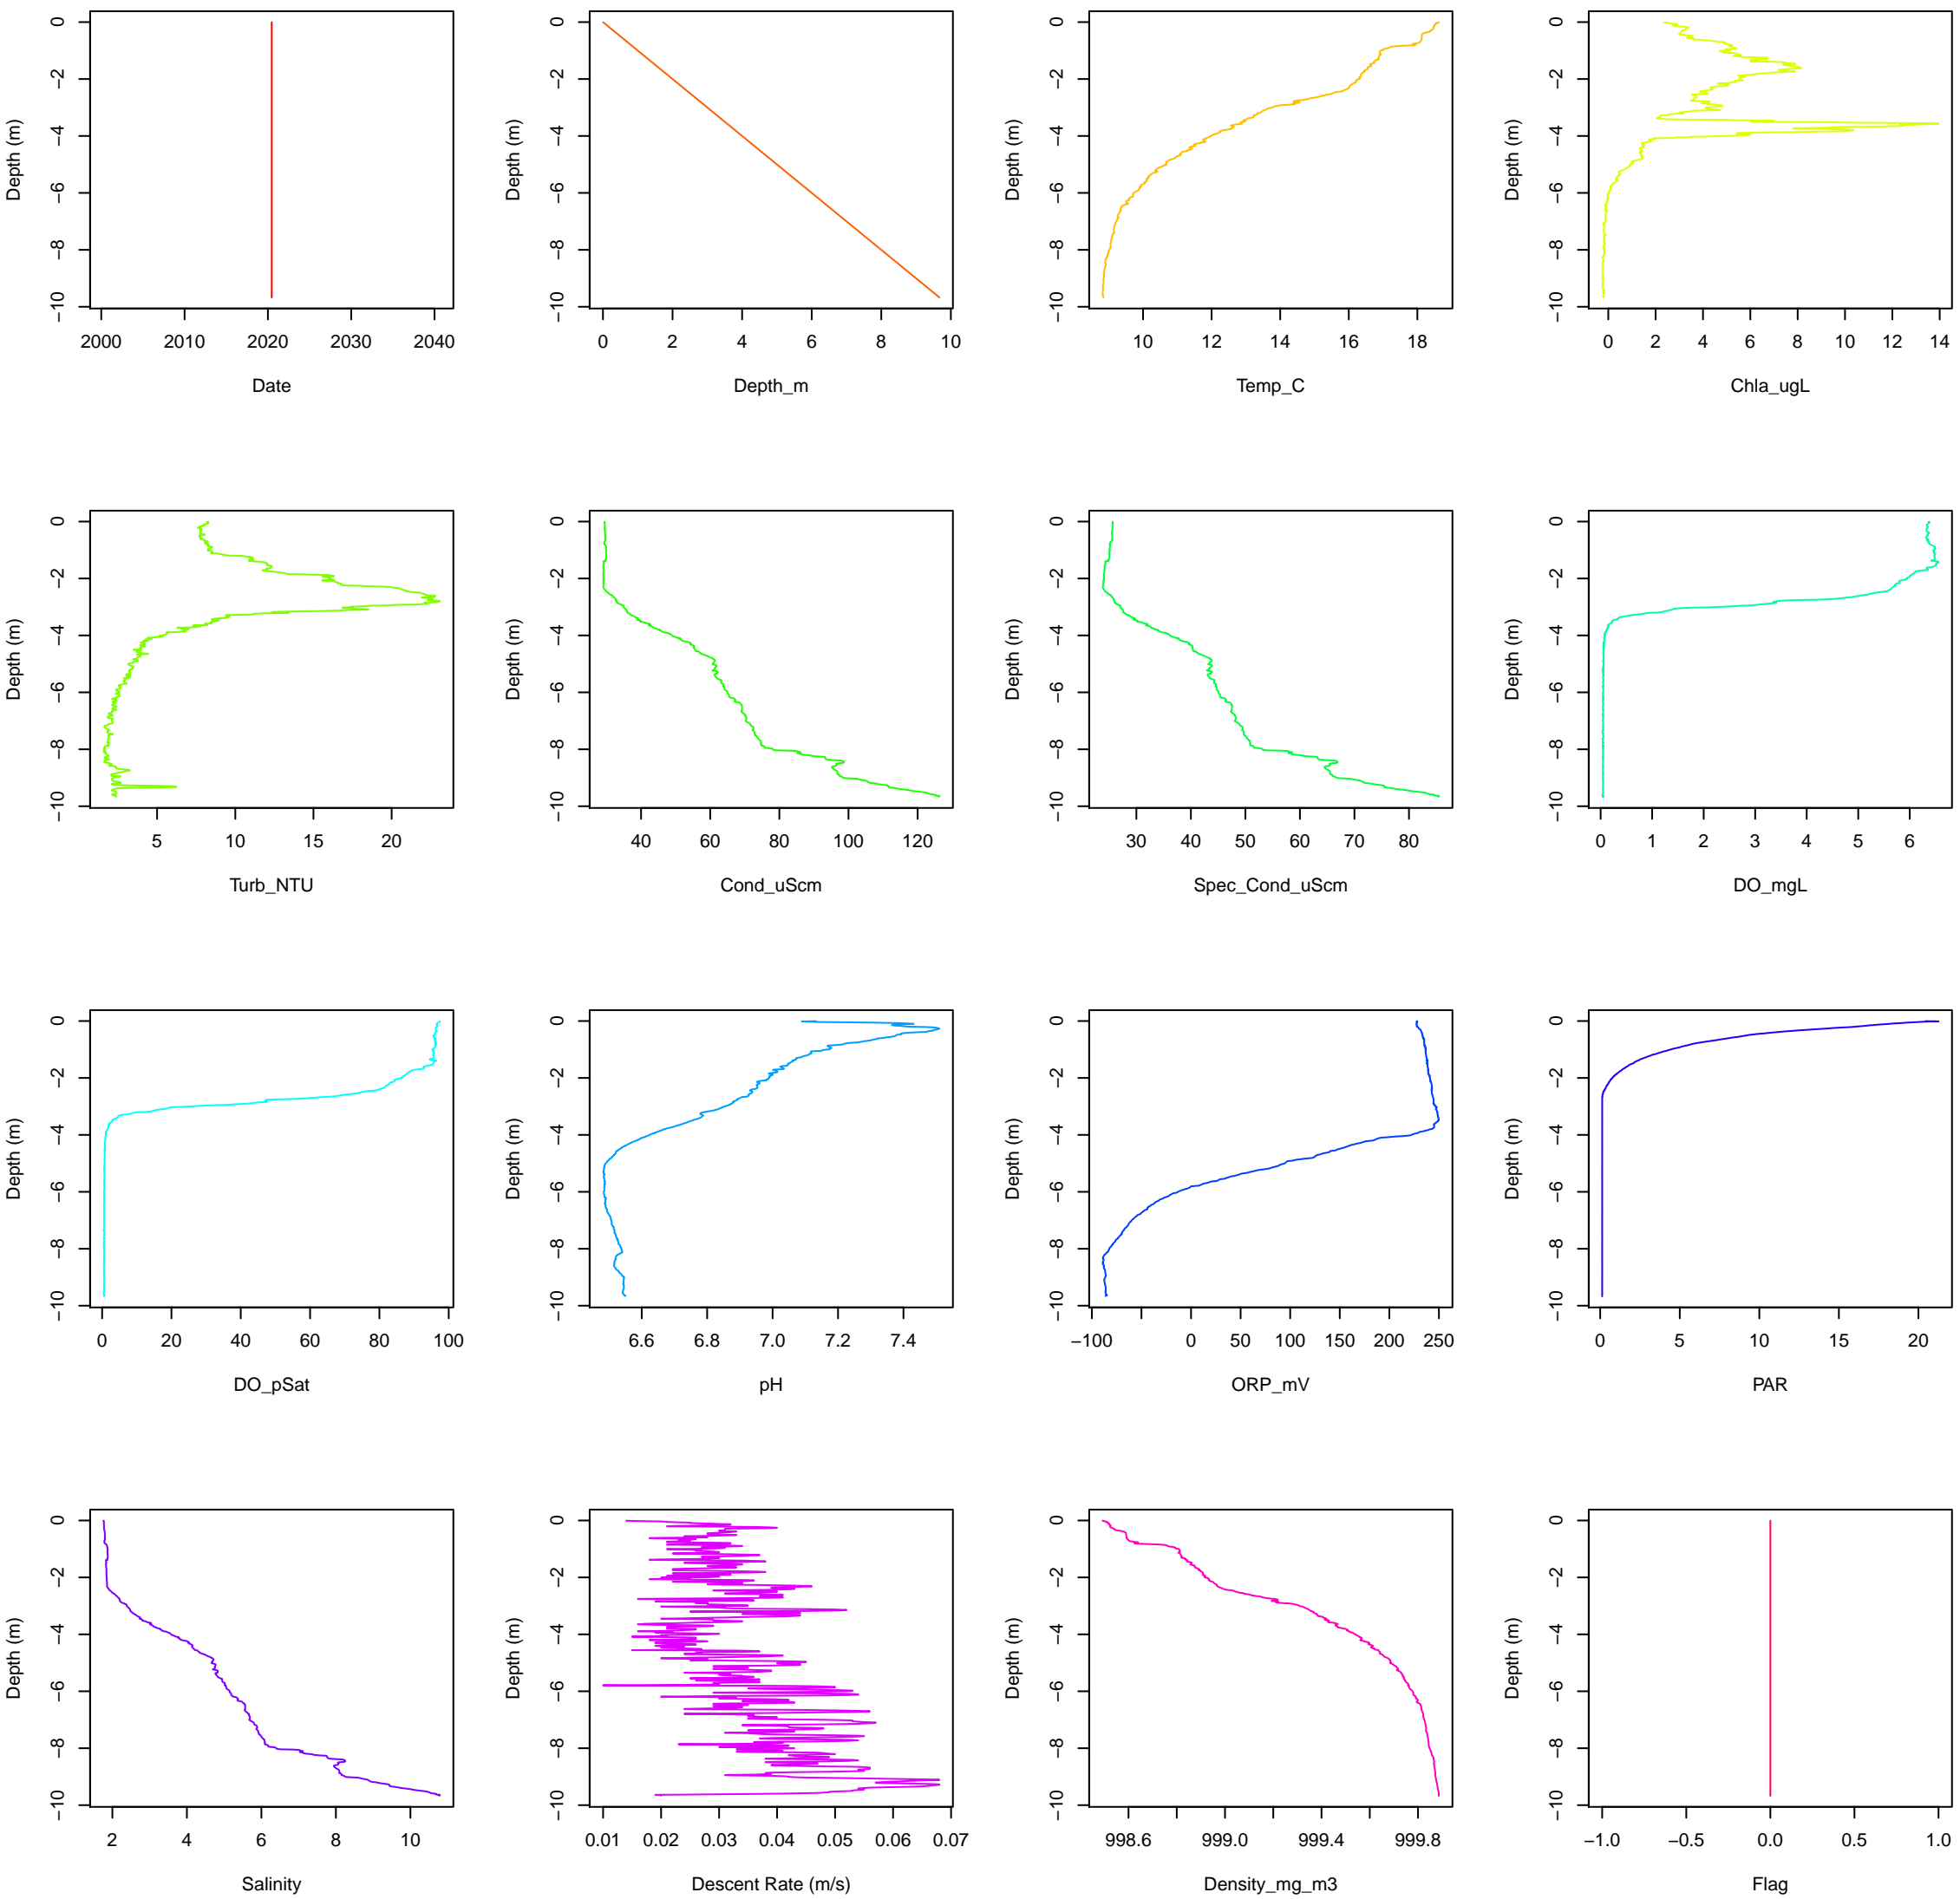 Depth (m)
0
−2
−4
−6
−8
−10
2000 2010 2020 2030 2040
Date
Depth (m)
0
−2
−4
−6
−8
−10
0 2 4 6 8 10
Depth_m
Depth (m)
0
−2
−4
−6
−8
−10
10 12 14 16 18
Temp_C
Depth (m)
0
−2
−4
−6
−8
−10
0 2 4 6 8 10 12 14
Chla_ugL
Depth (m)
0
−2
−4
−6
−8
−10
5 10 15 20
Turb_NTU
Depth (m)
0
−2
−4
−6
−8
−10
40 60 80 100 120
Cond_uScm
Depth (m)
0
−2
−4
−6
−8
−10
30 40 50 60 70 80
Spec_Cond_uScm
Depth (m)
0
−2
−4
−6
−8
−10
0 1 2 3 4 5 6
DO_mgL
Depth (m)
0
−2
−4
−6
−8
−10
0 20 40 60 80 100
DO_pSat
Depth (m)
0
−2
−4
−6
−8
−10
6.6 6.8 7.0 7.2 7.4
pH
Depth (m)
0
−2
−4
−6
−8
−10
−100 0 50 100 150 200 250
ORP_mV
Depth (m)
0
−2
−4
−6
−8
−10
0 5 10 15 20
PAR
Depth (m)
0
−2
−4
−6
−8
−10
2 4 6 8 10
Salinity
Depth (m)
0
−2
−4
−6
−8
−10
0.01 0.02 0.03 0.04 0.05 0.06 0.07
Descent Rate (m/s)
Depth (m)
0
−2
−4
−6
−8
−10
998.6 999.0 999.4 999.8
Density_mg_m3
Depth (m)
0
−2
−4
−6
−8
−10
−1.0 −0.5 0.0 0.5 1.0
Flag